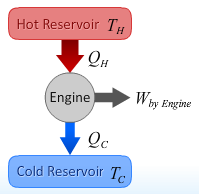 Hot Reservoir T_H
Q_H
Engine
W_by Engine
Q_C
Cold Reservoir T_C